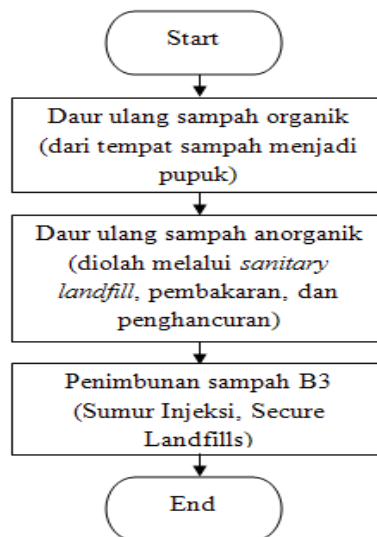 Start
Daur ulang sampah organik
(dari tempat sampah menjadi
pupuk)
Daur ulang sampah anorganik
(diolah melalui sanitary
landfill, pembakaran, dan
penghancuran)
Penimbunan sampah B3
(Sumur Injeksi, Secure
Landfills)
End